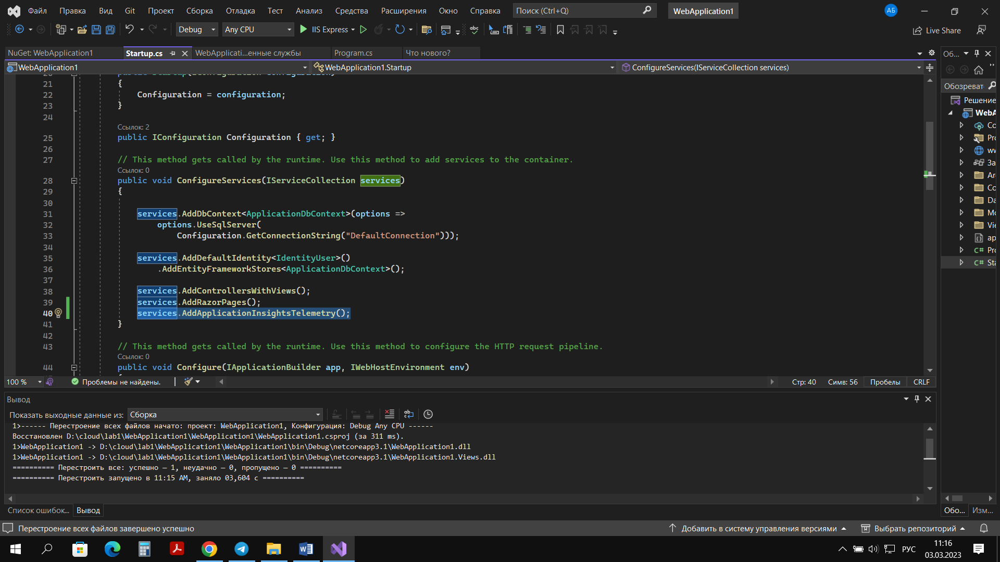 Файл Правка Вид Git Проект Сборка Отладка Тест Анализ Средства Расширения Окно Справка Поиск (Ctrl+Q) WebApplication1 АБ
Debug Any CPU IIS Express abc Live Share
NuGet: WebApplication1 Startup.cs WebApplicati...енные службы Program.cs Что нового? Об...
WebApplication1 WebApplication1.Startup ConfigureServices(IServiceCollection services)
21 {
22 Configuration = configuration;
23 }
24
Ссылок: 2
25 public IConfiguration Configuration { get; }
26
27 // This method gets called by the runtime. Use this method to add services to the container.
Ссылок: 0
28 public void ConfigureServices(IServiceCollection services)
29 {
30
31 services.AddDbContext<ApplicationDbContext>(options =>
32 options.UseSqlServer(
33 Configuration.GetConnectionString("DefaultConnection")));
34
35 services.AddDefaultIdentity<IdentityUser>()
36 .AddEntityFrameworkStores<ApplicationDbContext>();
37
38 services.AddControllersWithViews();
39 services.AddRazorPages();
40 services.AddApplicationInsightsTelemetry();
41 }
42
43 // This method gets called by the runtime. Use this method to configure the HTTP request pipeline.
Ссылок: 0
44 public void Configure(IApplicationBuilder app, IWebHostEnvironment env)
Обозреват
Решение
WebA
Co
Pro
ww
За
Ar
Co
Da
Mo
Vie
ap
C# Pro
C# Sta
100 % Проблемы не найдены. Стр: 40 Симв: 56 Пробелы CRLF
Вывод
Показать выходные данные из: Сборка
1>------ Перестроение всех файлов начато: проект: WebApplication1, Конфигурация: Debug Any CPU ------
Восстановлен D:\cloud\lab1\WebApplication1\WebApplication1\WebApplication1.csproj (за 311 ms).
1>WebApplication1 -> D:\cloud\lab1\WebApplication1\WebApplication1\bin\Debug\netcoreapp3.1\WebApplication1.dll
1>WebApplication1 -> D:\cloud\lab1\WebApplication1\WebApplication1\bin\Debug\netcoreapp3.1\WebApplication1.Views.dll
========== Перестроить все: успешно – 1, неудачно – 0, пропущено – 0 ==========
========== Перестроить запущено в 11:15 AM, заняло 03,604 с ==========
Список ошибок... Вывод Обо... Изм...
Перестроение всех файлов завершено успешно Добавить в систему управления версиями Выбрать репозиторий
РУС 11:16
03.03.2023